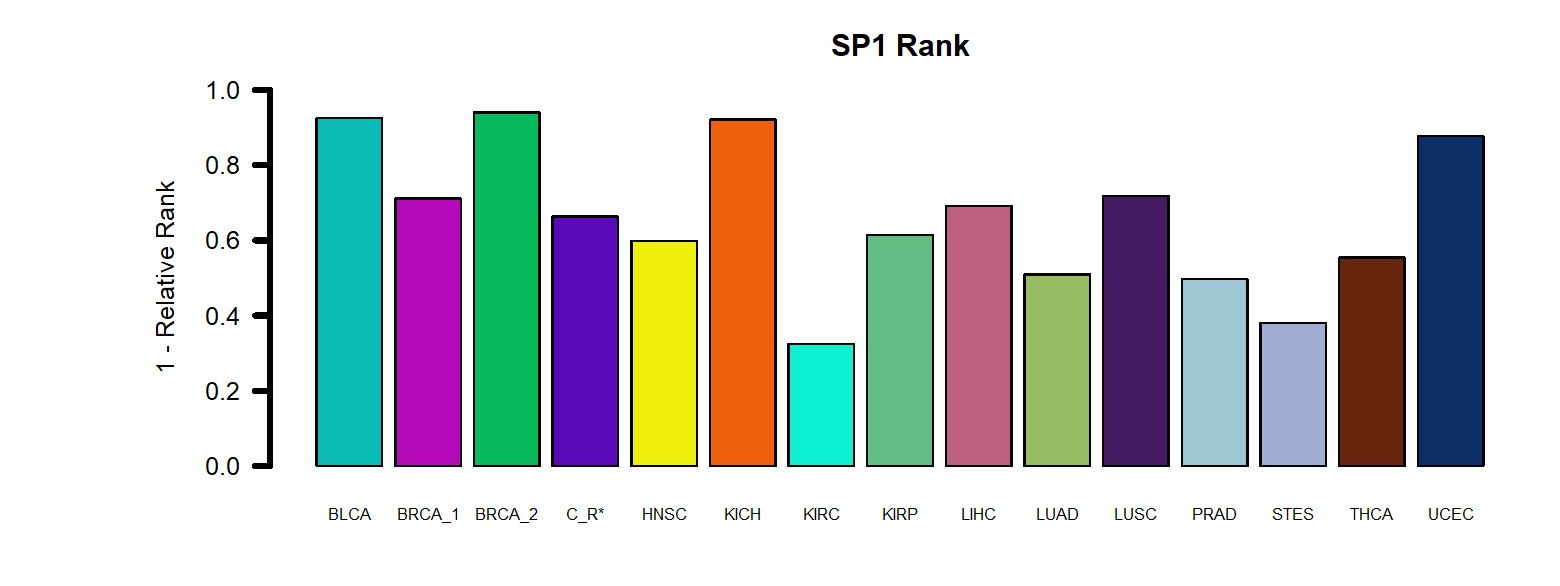 SP1 Rank
1 - Relative Rank
1.0
0.8
0.6
0.4
0.2
0.0
BLCA BRCA_1 BRCA_2 C_R* HNSC KICH KIRC KIRP LIHC LUAD LUSC PRAD STES THCA UCEC